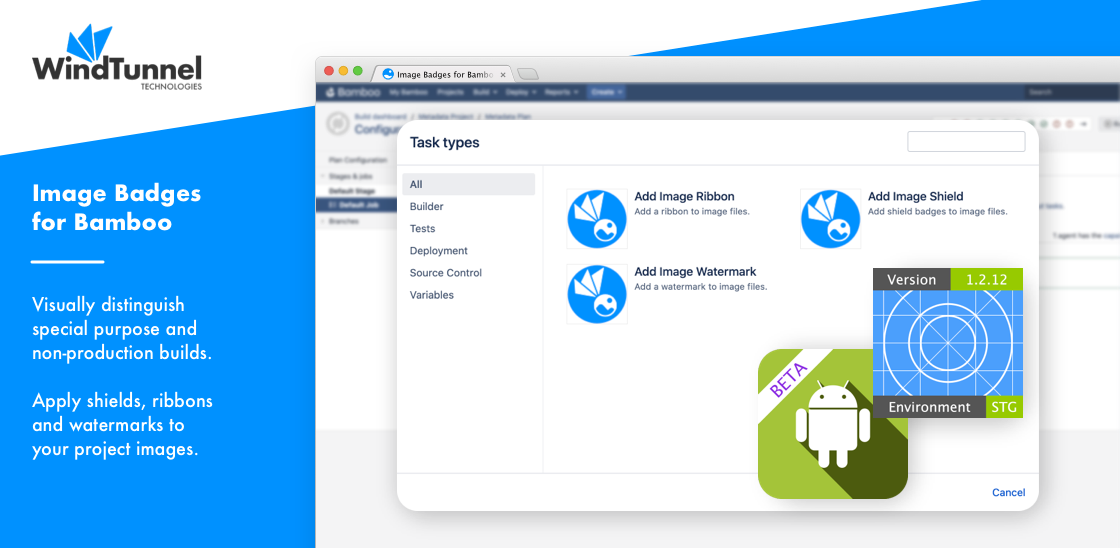 WindTunnel
TECHNOLOGIES
Image Badges
for Bamboo
Visually distinguish
special purpose and
non-production builds.
Apply shields, ribbons
and watermarks to
your project images.
Image Badges for Bambo
Bamboo
My Bamboo Projects Build Deploy Reports Create Search
Build dashboard / Metadata Project / Metadata Plan
Configu
Plan Configuration
Stages & jobs
Default Stage
Default Job
Branches
Task types
All
Builder
Tests
Deployment
Source Control
Variables
Add Image Ribbon
Add a ribbon to image files.
Add Image Shield
Add shield badges to image files.
Add Image Watermark
Add a watermark to image files.
tasks.
1 agent has the
Version 1.2.12
Environment STG
BETA
Cancel